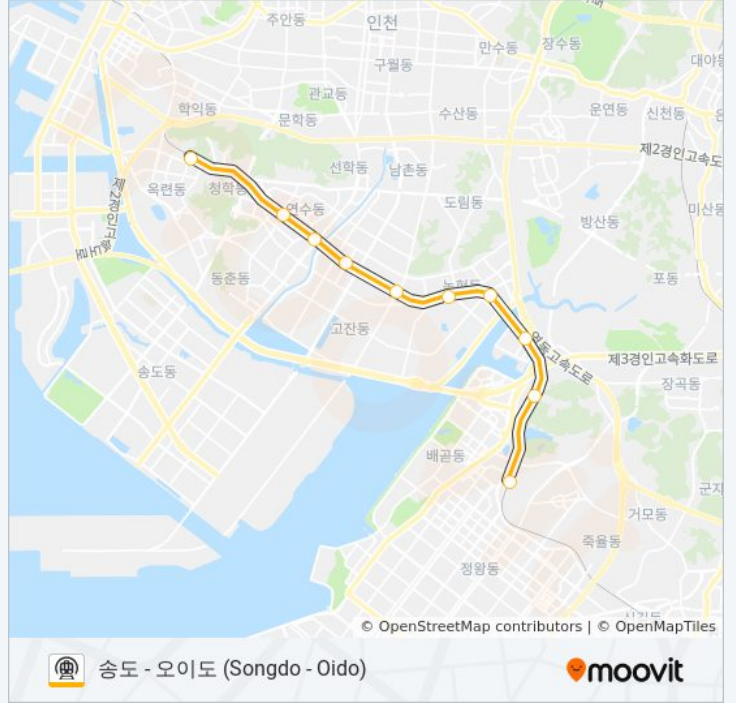 주안동
인천
만수동
장수동
대야동
구월동
관교동
학익동
문학동
수산동
운연동
신천동
제2경인고속도
선학동
남촌동
옥련동
청학동
연수동
도림동
미산동
방산동
제2경인고속도로
동춘동
포동
논현동
고잔동
영동고속도로
제3경인고속화도로
송도동
장곡동
배곧동
군자
거모동
죽율동
정왕동
© OpenStreetMap contributors | © OpenMapTiles
송도 - 오이도 (Songdo - Oido)
moovit